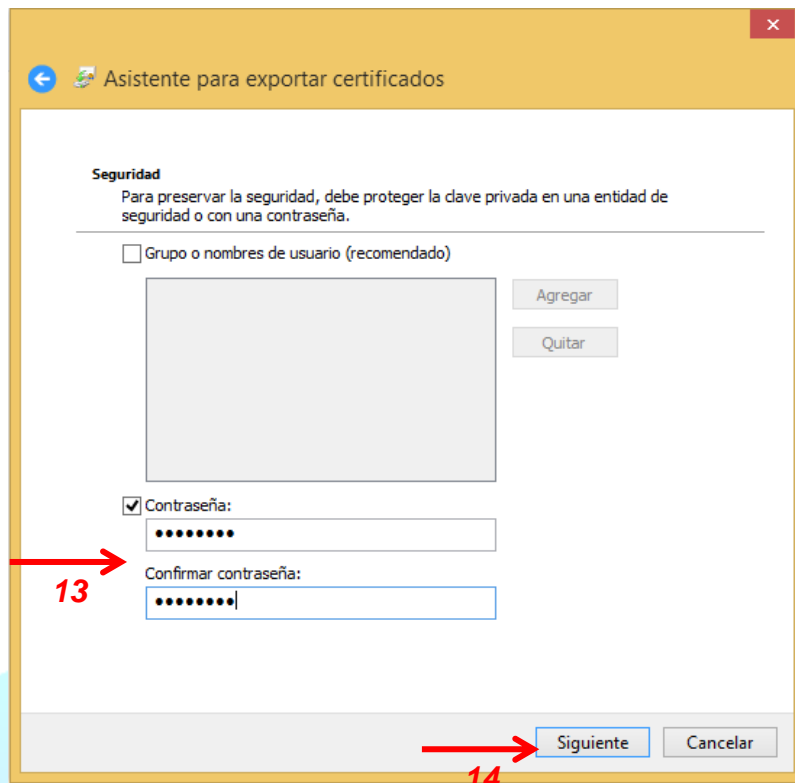 Asistente para exportar certificados
Seguridad
Para preservar la seguridad, debe proteger la clave privada en una entidad de
seguridad o con una contraseña.
Grupo o nombres de usuario (recomendado)
Agregar
Quitar
Contraseña:
••••••••
13
Confirmar contraseña:
••••••••
Siguiente
Cancelar
14